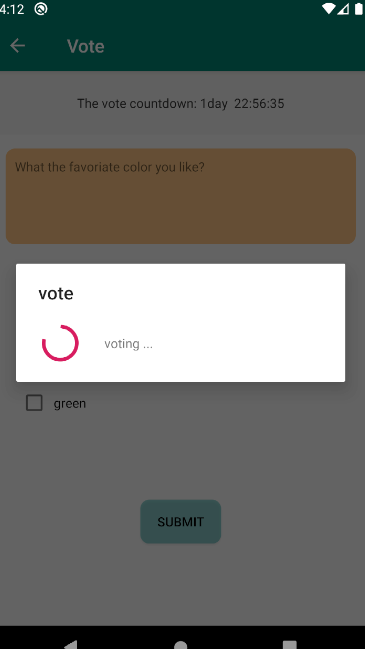 4:12
Vote
The vote countdown: 1day 22:56:35
What the favoriate color you like?
vote
voting ...
green
SUBMIT